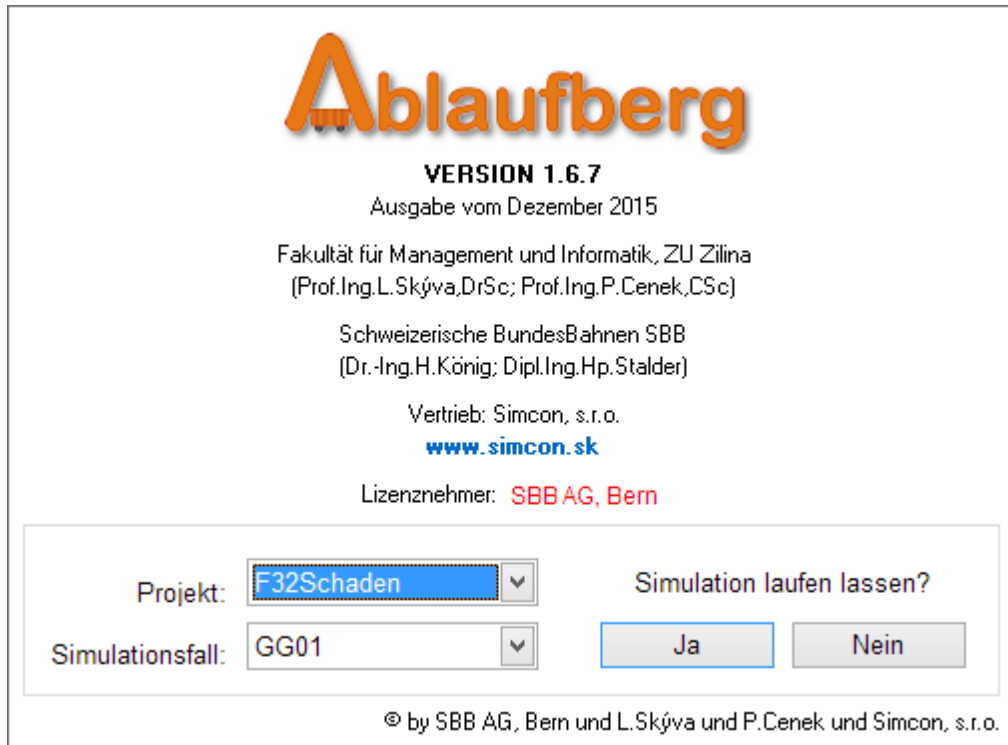 Ablaufberg
VERSION 1.6.7
Ausgabe vom Dezember 2015
Fakultät für Management und Informatik, ZU Zilina
(Prof.Ing.L.Skýva,DrSc; Prof.Ing.P.Cenek,CSc)
Schweizerische BundesBahnen SBB
(Dr.-Ing.H.König; Dipl.Ing.Hp.Stalder)
Vertrieb: Simcon, s.r.o.
www.simcon.sk
Lizenznehmer: SBB AG, Bern
Projekt: F32Schaden
Simulation laufen lassen?
Simulationsfall: GG01
Ja Nein
© by SBB AG, Bern und L.Skýva und P.Cenek und Simcon, s.r.o.